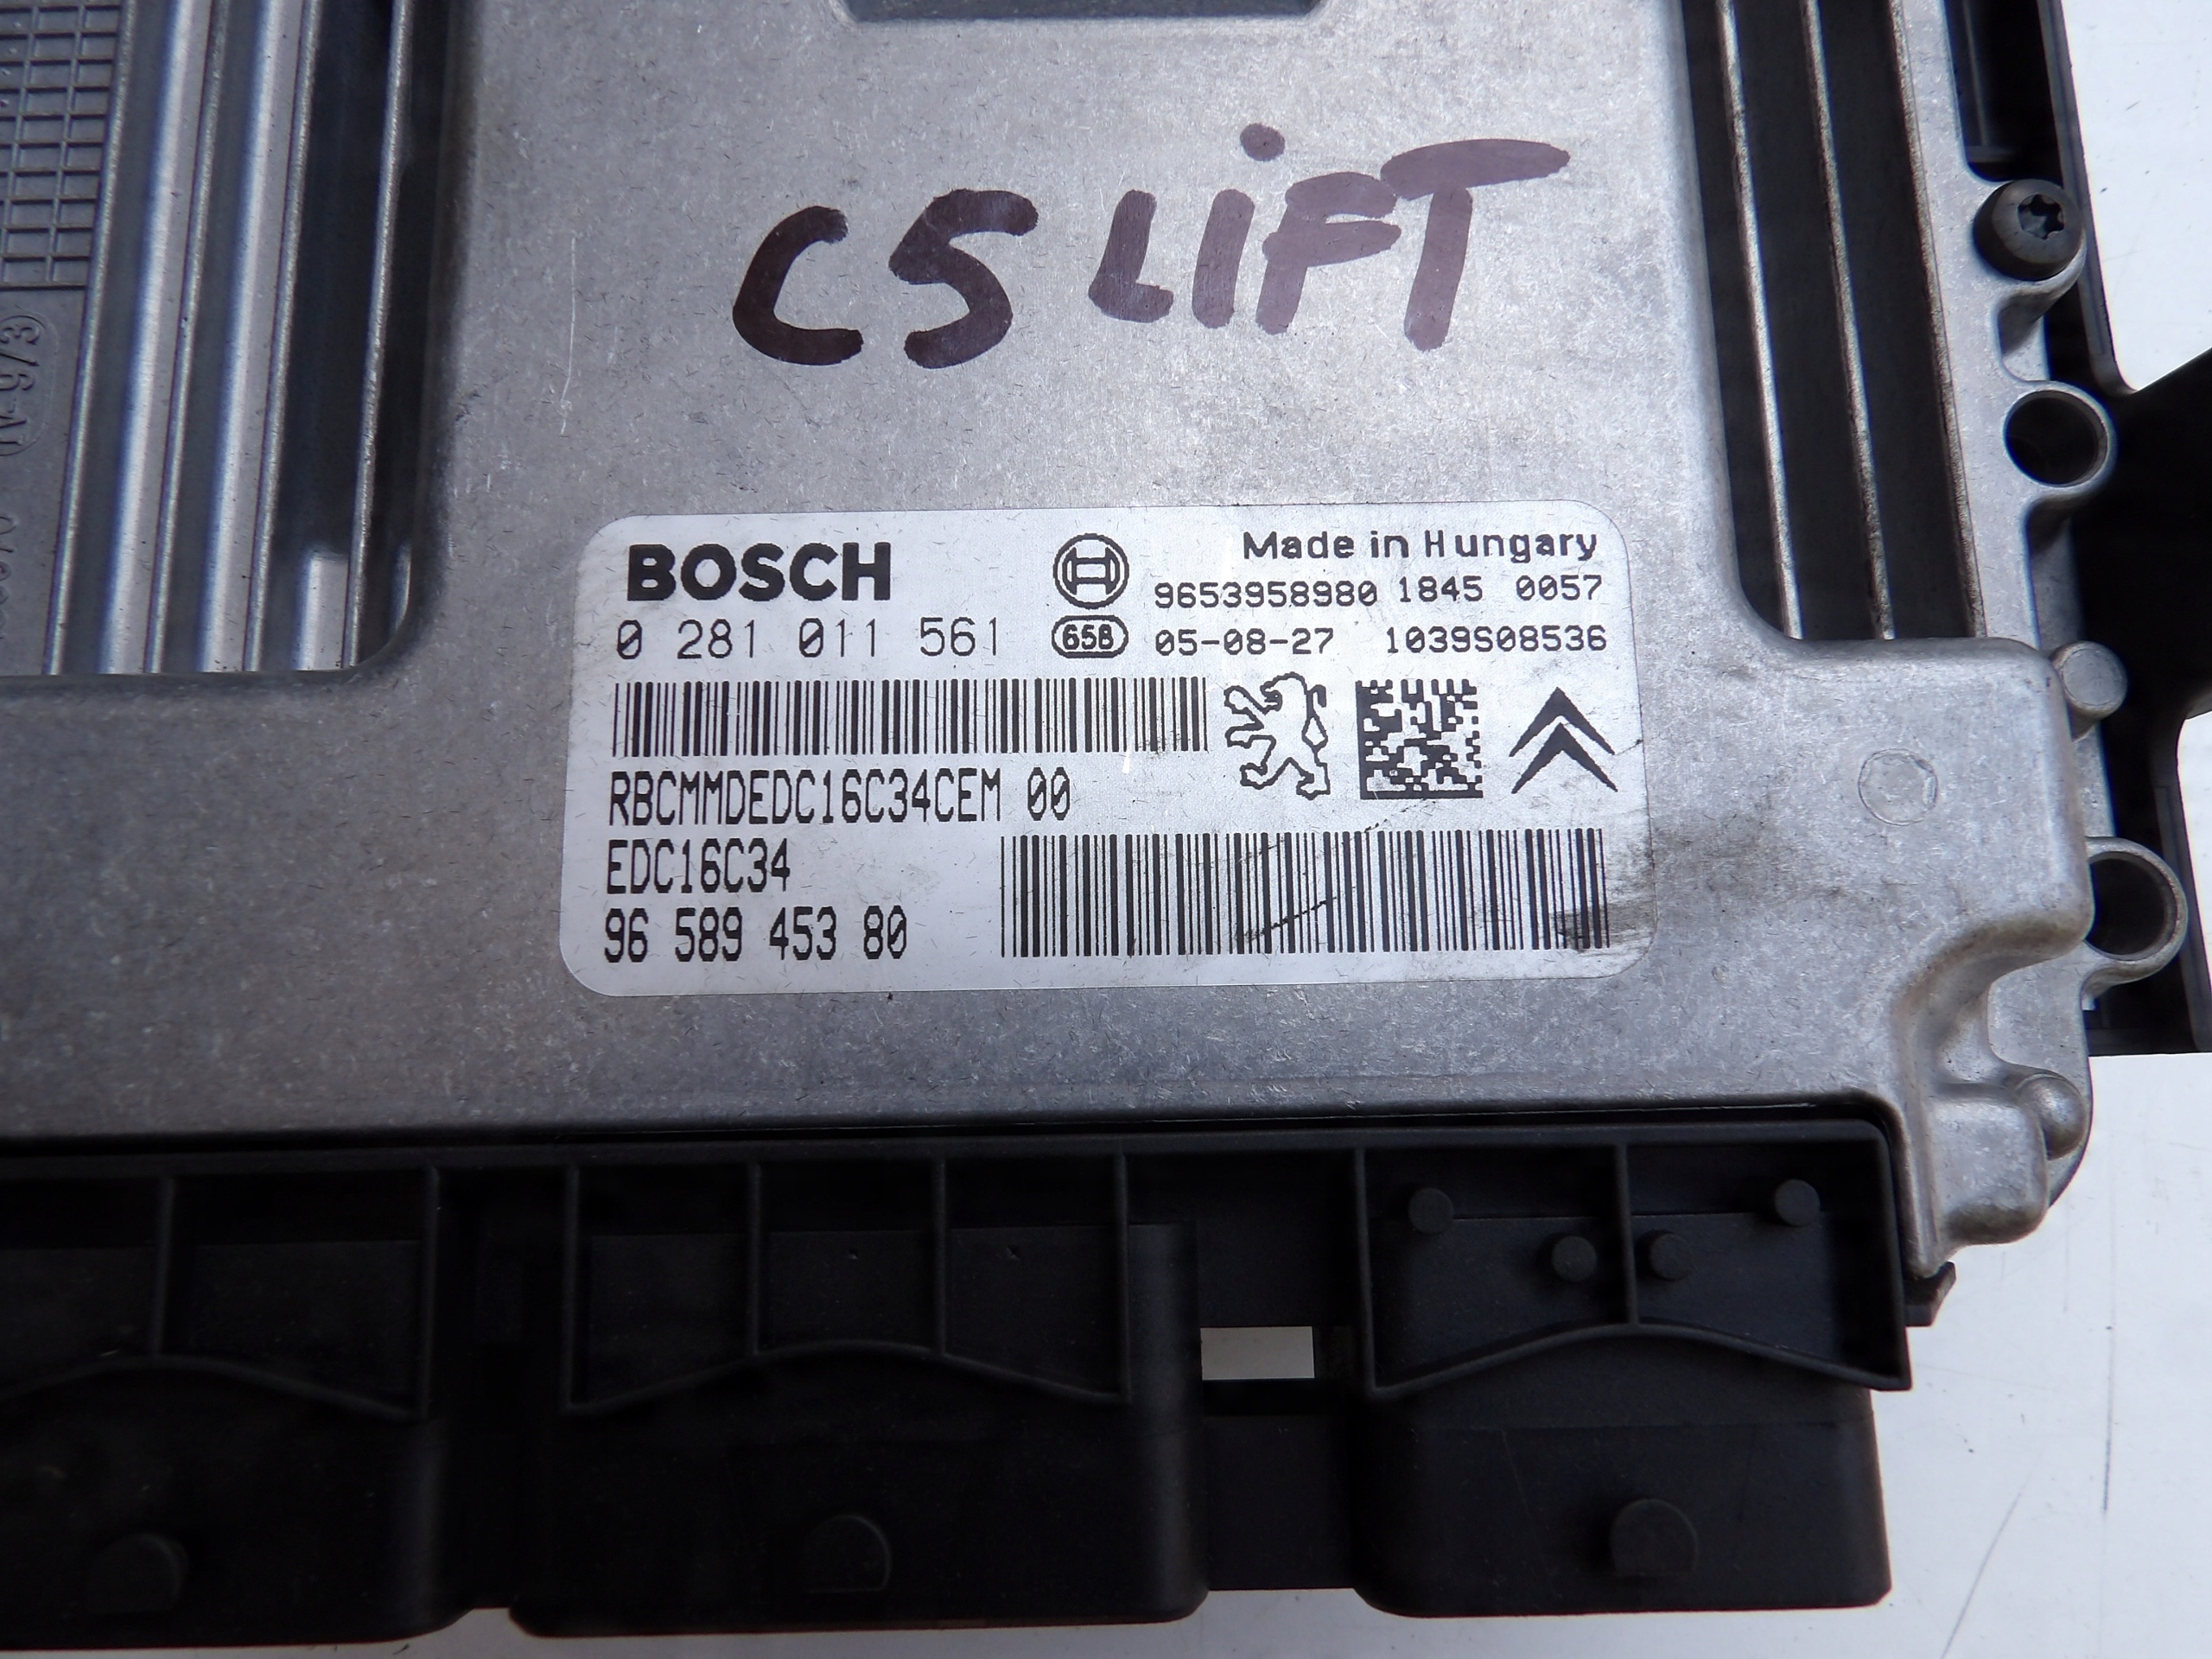 C5 LiFT
BOSCH
Made in Hungary
9653958980 1845 0057
0 281 011 561
658
05-08-27 1039S08536
RBCMMDEDC16C34CEM 00
EDC16C34
96 589 453 80